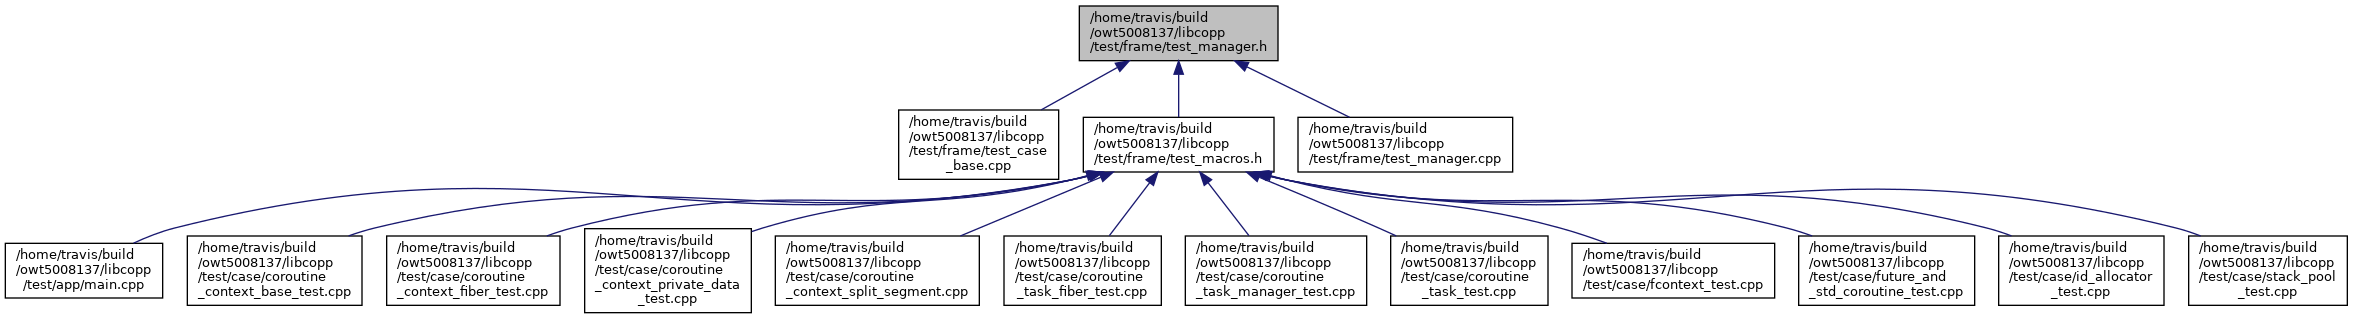 /home/travis/build
/owt5008137/libcopp
/test/frame/test_manager.h
/home/travis/build
/owt5008137/libcopp
/test/frame/test_case
_base.cpp
/home/travis/build
/owt5008137/libcopp
/test/frame/test_macros.h
/home/travis/build
/owt5008137/libcopp
/test/frame/test_manager.cpp
/home/travis/build
/owt5008137/libcopp
/test/app/main.cpp
/home/travis/build
/owt5008137/libcopp
/test/case/coroutine
_context_base_test.cpp
/home/travis/build
/owt5008137/libcopp
/test/case/coroutine
_context_fiber_test.cpp
/home/travis/build
/owt5008137/libcopp
/test/case/coroutine
_context_private_data
_test.cpp
/home/travis/build
/owt5008137/libcopp
/test/case/coroutine
_context_split_segment.cpp
/home/travis/build
/owt5008137/libcopp
/test/case/coroutine
_task_fiber_test.cpp
/home/travis/build
/owt5008137/libcopp
/test/case/coroutine
_task_manager_test.cpp
/home/travis/build
/owt5008137/libcopp
/test/case/coroutine
_task_test.cpp
/home/travis/build
/owt5008137/libcopp
/test/case/fcontext_test.cpp
/home/travis/build
/owt5008137/libcopp
/test/case/future_and
_std_coroutine_test.cpp
/home/travis/build
/owt5008137/libcopp
/test/case/id_allocator
_test.cpp
/home/travis/build
/owt5008137/libcopp
/test/case/stack_pool
_test.cpp